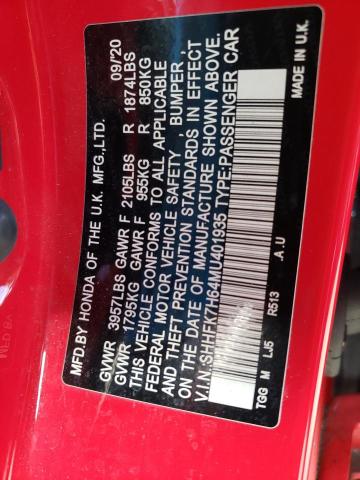 MFD.BY HONDA OF THE U.K. MFG.,LTD. 09/'20
GVWR 3957LBS GAWR F 2105LBS R 1874LBS
GVWR 1795KG GAWR F 955KG R 850KG
THIS VEHICLE CONFORMS TO ALL APPLICABLE
FEDERAL MOTOR VEHICLE SAFETY , BUMPER ,
AND THEFT PREVENTION STANDARDS IN EFFECT
ON THE DATE OF MANUFACTURE SHOWN ABOVE.
V.I.N.:SHHFK7H64MU401935 TYPE:PASSENGER CAR
A.U MADE IN U.K.
TGG M LJ5 R513